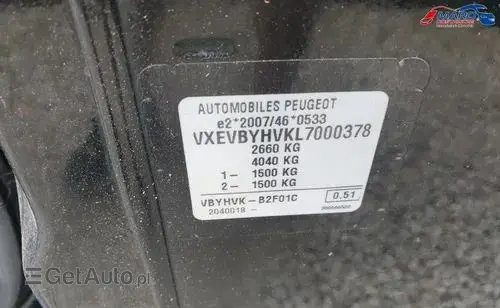 MARO
AUTOMOBILES PEUGEOT
e2*2007/46*0533
VXEVBYHVKL7000378
2660 KG
4040 KG
1- 1500 KG
2- 1500 KG
VBYHVK-B2F01C 0.51
2040018 -
GetAuto.pl